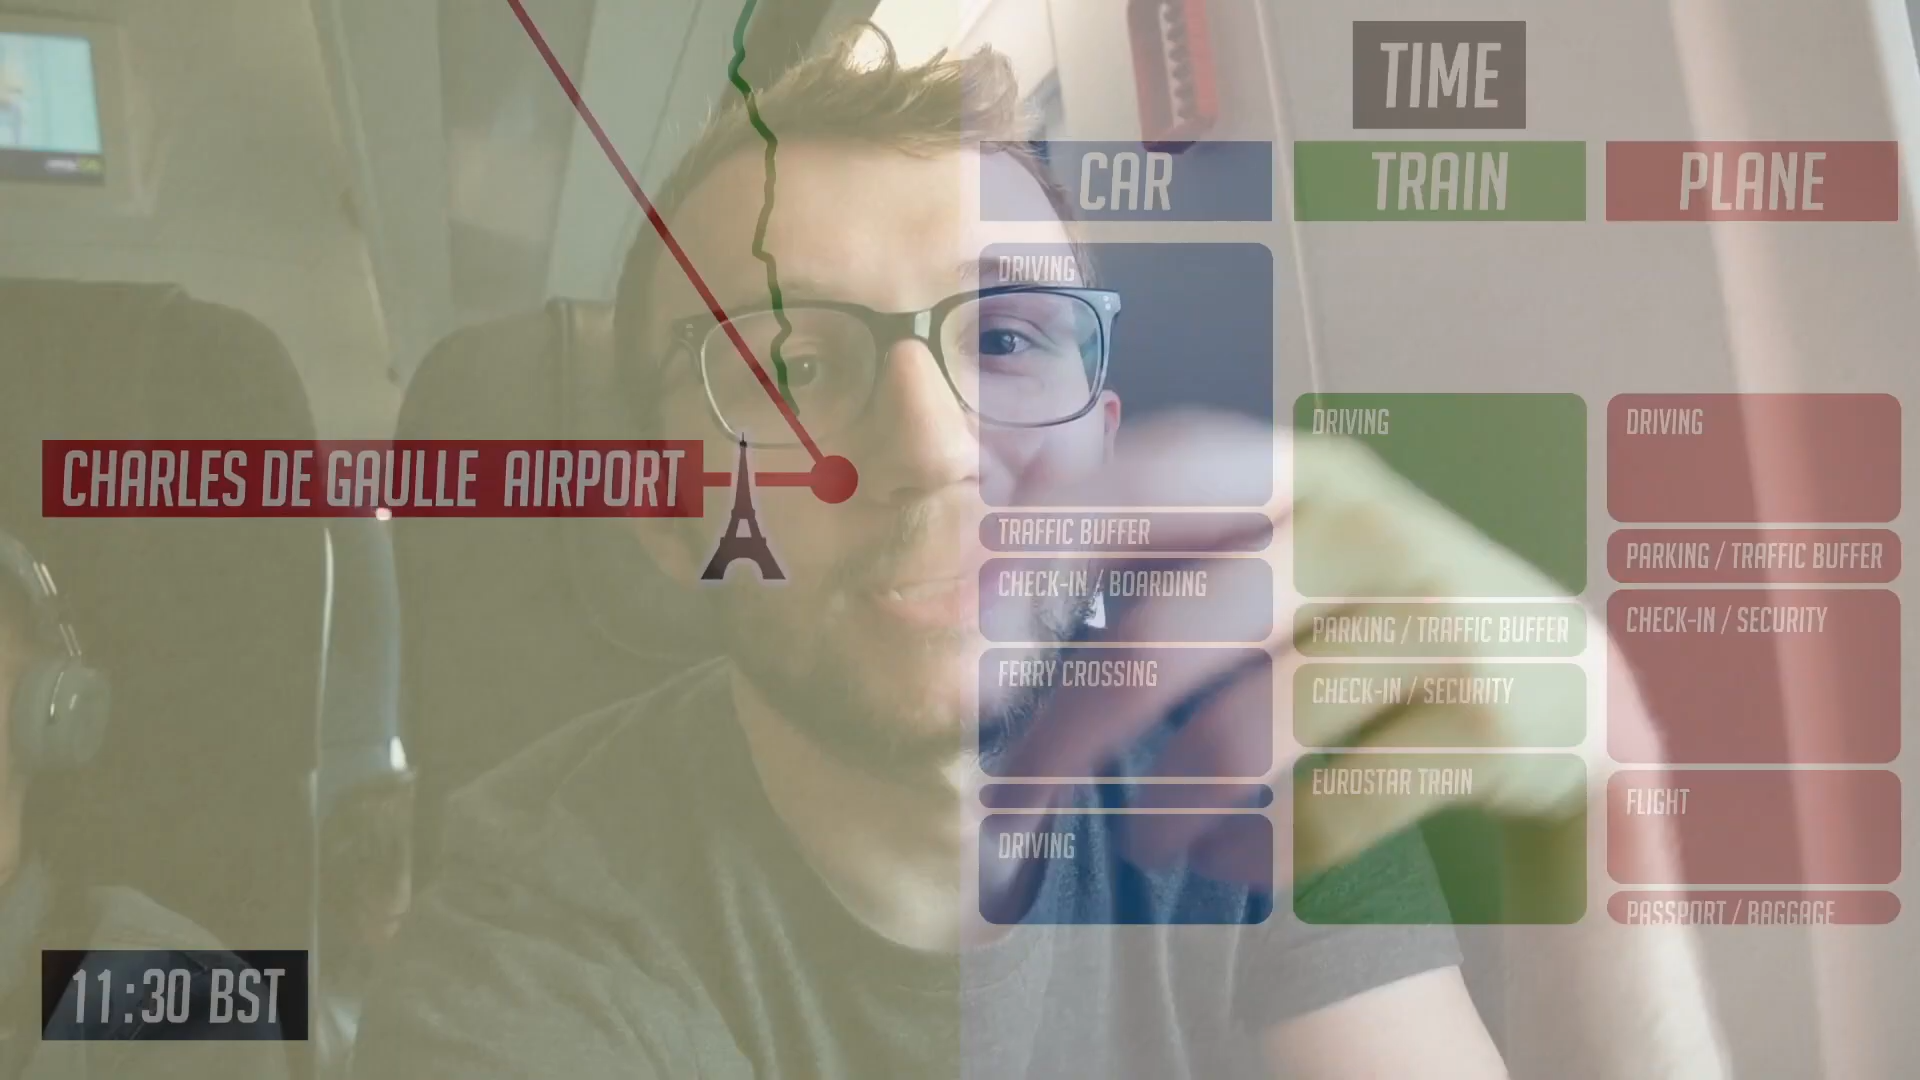 TIME
CAR
TRAIN
PLANE
DRIVING
TRAFFIC BUFFER
CHECK-IN / BOARDING
FERRY CROSSING
DRIVING
DRIVING
PARKING / TRAFFIC BUFFER
CHECK-IN / SECURITY
EUROSTAR TRAIN
DRIVING
PARKING / TRAFFIC BUFFER
CHECK-IN / SECURITY
FLIGHT
PASSPORT / BAGGAGE
CHARLES DE GAULLE AIRPORT
11:30 BST